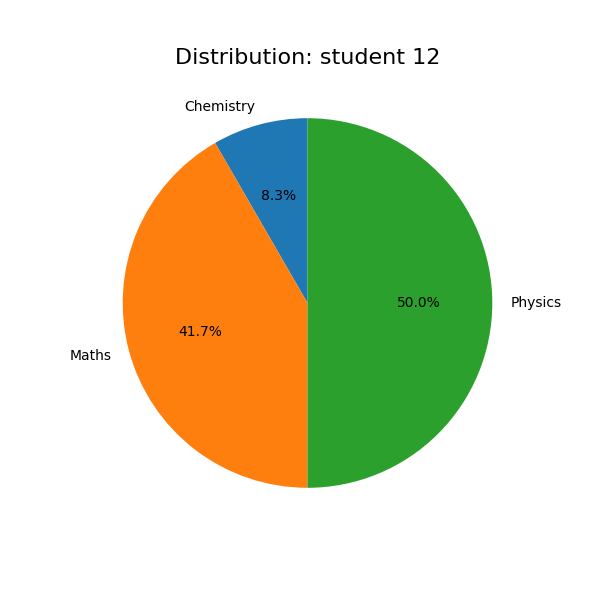 Distribution: student 12
Chemistry
8.3%
50.0%
Physics
41.7%
Maths